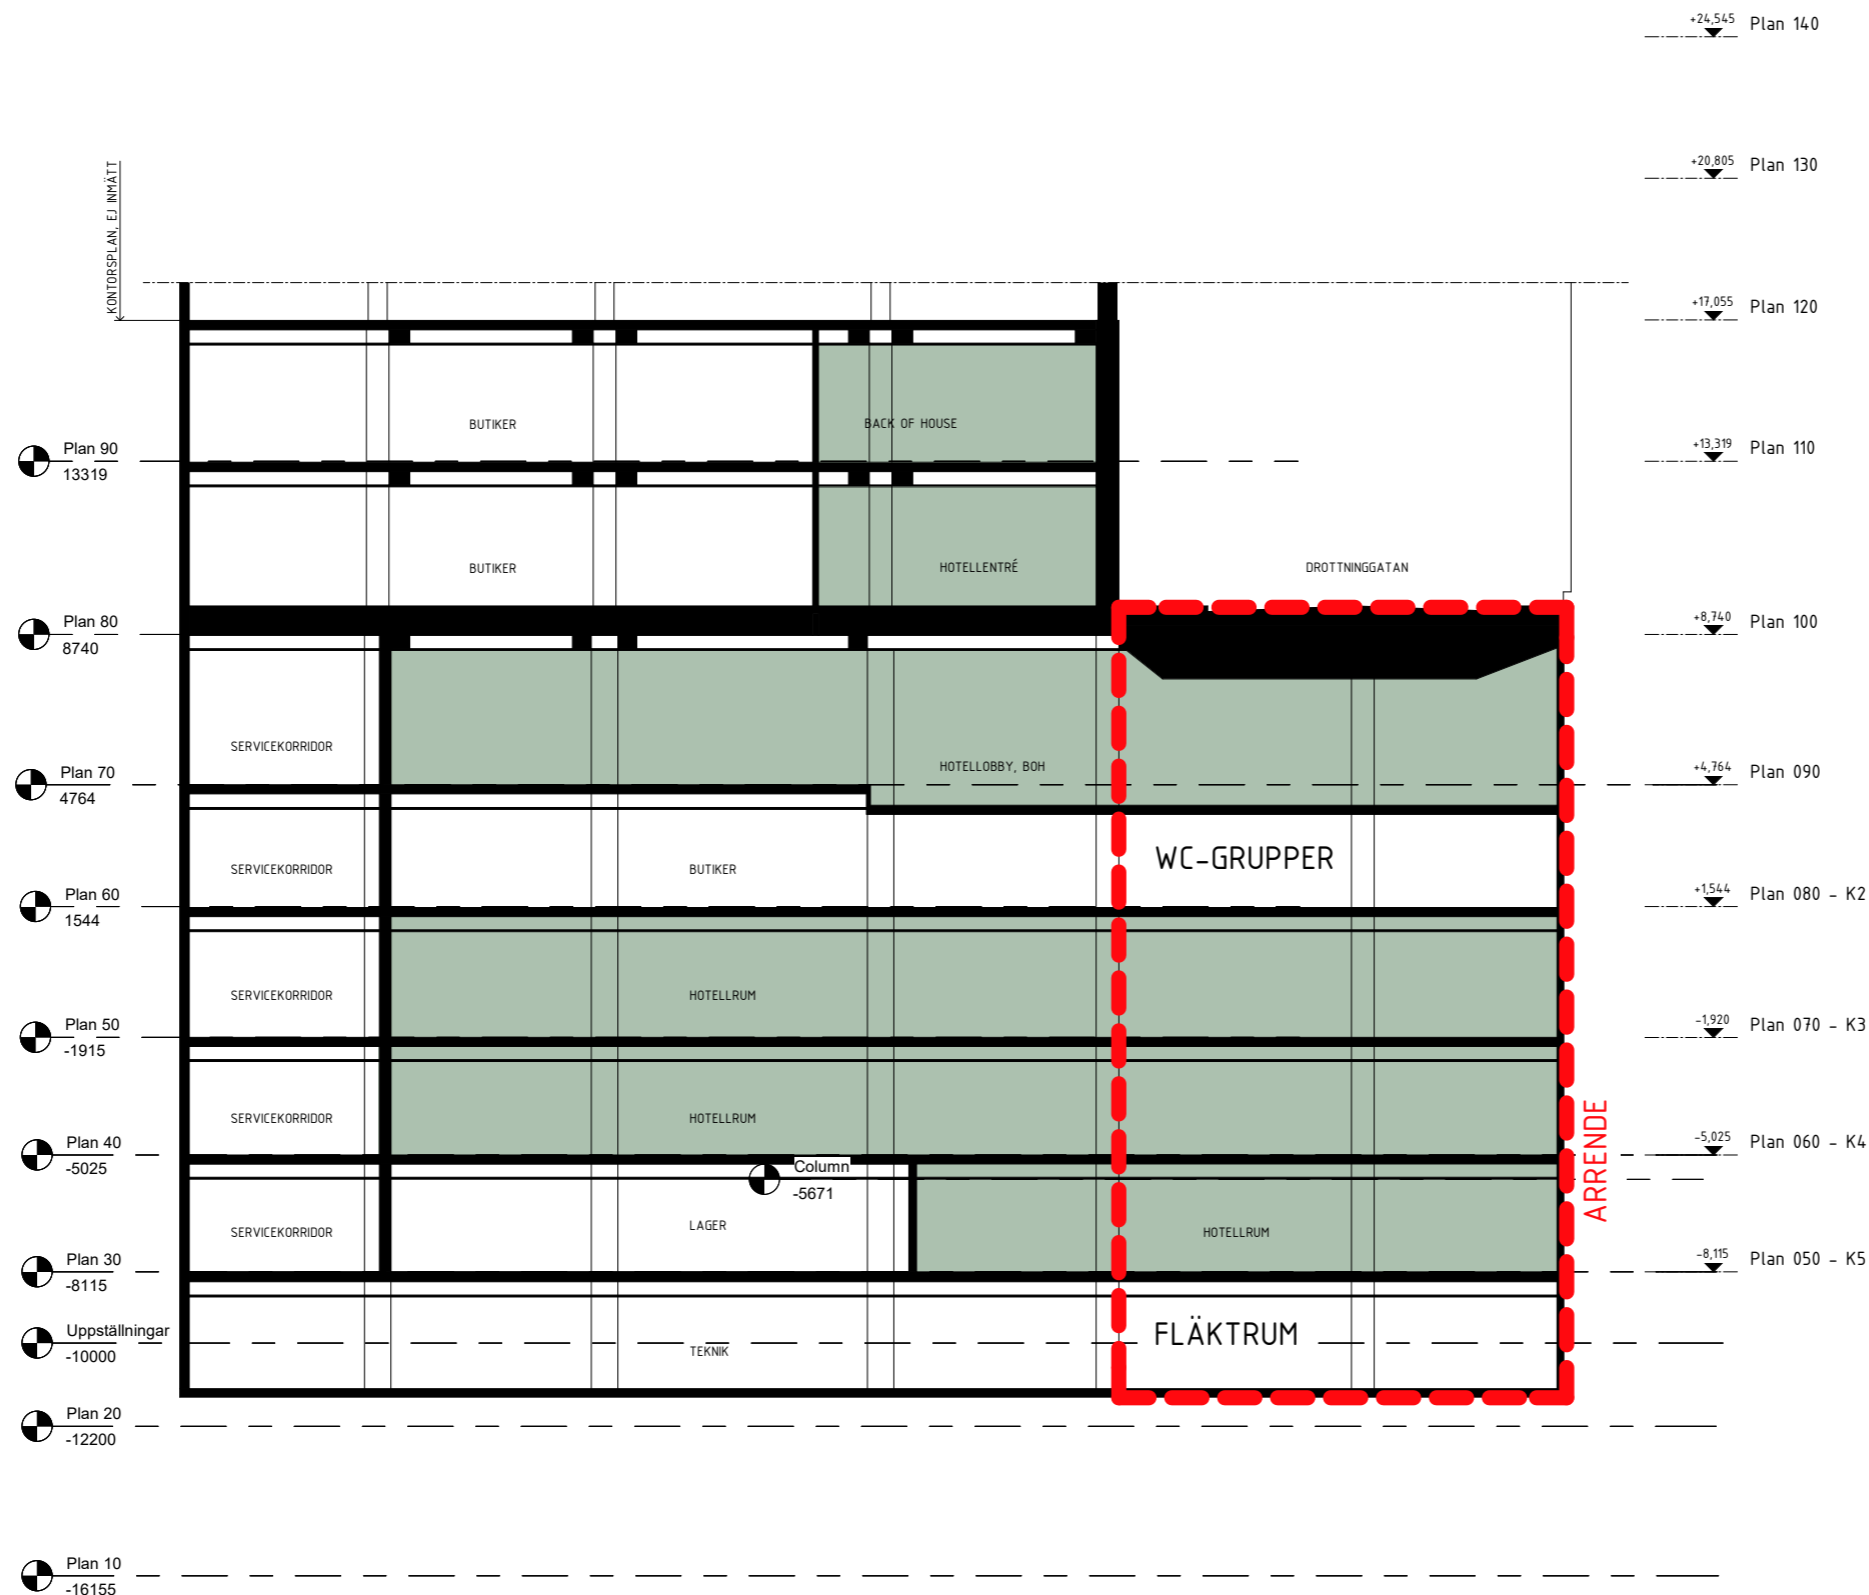 +24,545 Plan 140
+20,805 Plan 130
KONTORSPLAN, EJ INMÄTT
+17,055 Plan 120
BUTIKER
BACK OF HOUSE
Plan 90
13319
+13,319 Plan 110
BUTIKER
HOTELLENTRÉ
DROTTNINGGATAN
Plan 80
8740
+8,740 Plan 100
SERVICEKORRIDOR
HOTELLOBBY, BOH
Plan 70
4764
+4,764 Plan 090
SERVICEKORRIDOR
BUTIKER
WC-GRUPPER
Plan 60
1544
+1,544 Plan 080 - K2
SERVICEKORRIDOR
HOTELLRUM
Plan 50
-1915
-1,920 Plan 070 - K3
SERVICEKORRIDOR
HOTELLRUM
ARRENDE
Plan 40
-5025
-5,025 Plan 060 - K4
Column
-5671
SERVICEKORRIDOR
LAGER
HOTELLRUM
Plan 30
-8115
-8,115 Plan 050 - K5
Uppställningar
-10000
TEKNIK
FLÄKTRUM
Plan 20
-12200
Plan 10
-16155